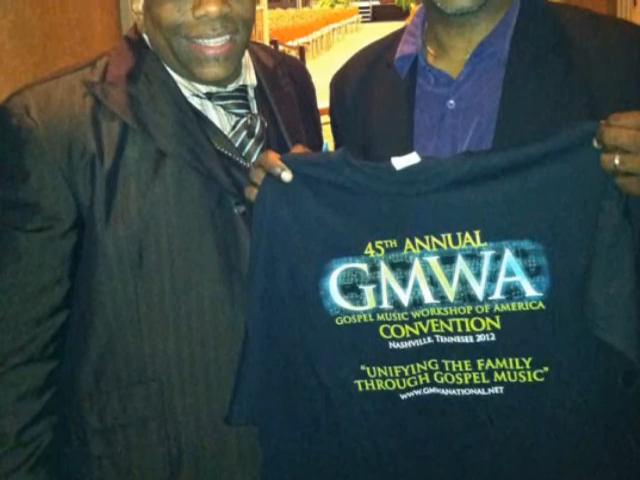 45TH ANNUAL
GMWA
GOSPEL MUSIC WORKSHOP OF AMERICA
CONVENTION
NASHVILLE, TENNESEE 2012
"UNIFYING THE FAMILY
THROUGH GOSPEL MUSIC"
WWW.GMWANATIONAL.NET